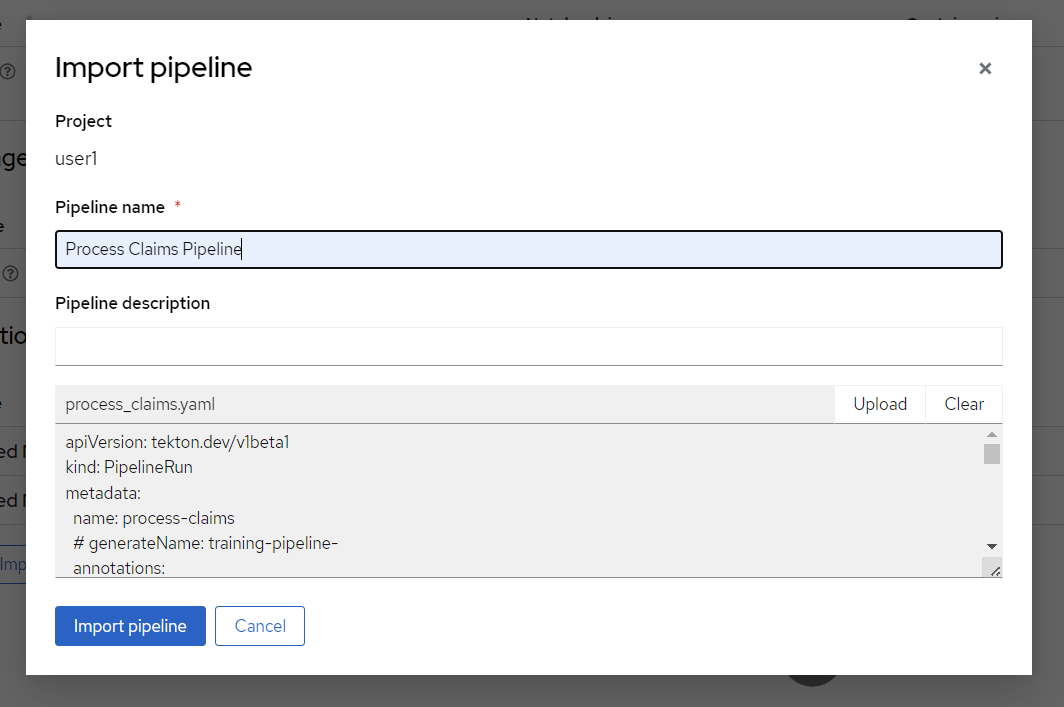 Import pipeline
×
Project
user1
Pipeline name *
Process Claims Pipeline
Pipeline description
process_claims.yaml
Upload
Clear
apiVersion: tekton.dev/v1beta1
kind: PipelineRun
metadata:
name: process-claims
# generateName: training-pipeline-
annotations:
Import pipeline
Cancel